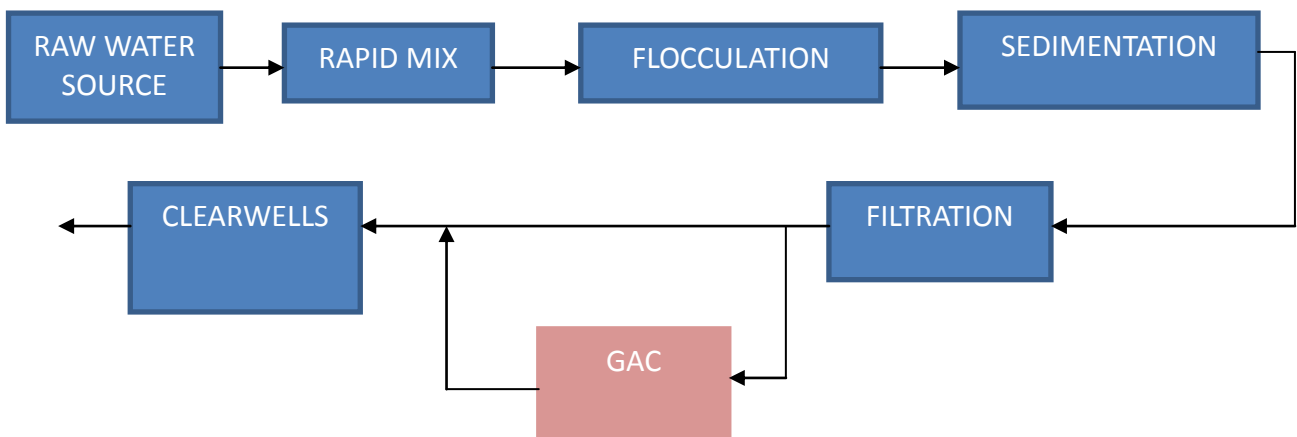 RAW WATER
SOURCE
RAPID MIX
FLOCCULATION
SEDIMENTATION
CLEARWELLS
FILTRATION
GAC